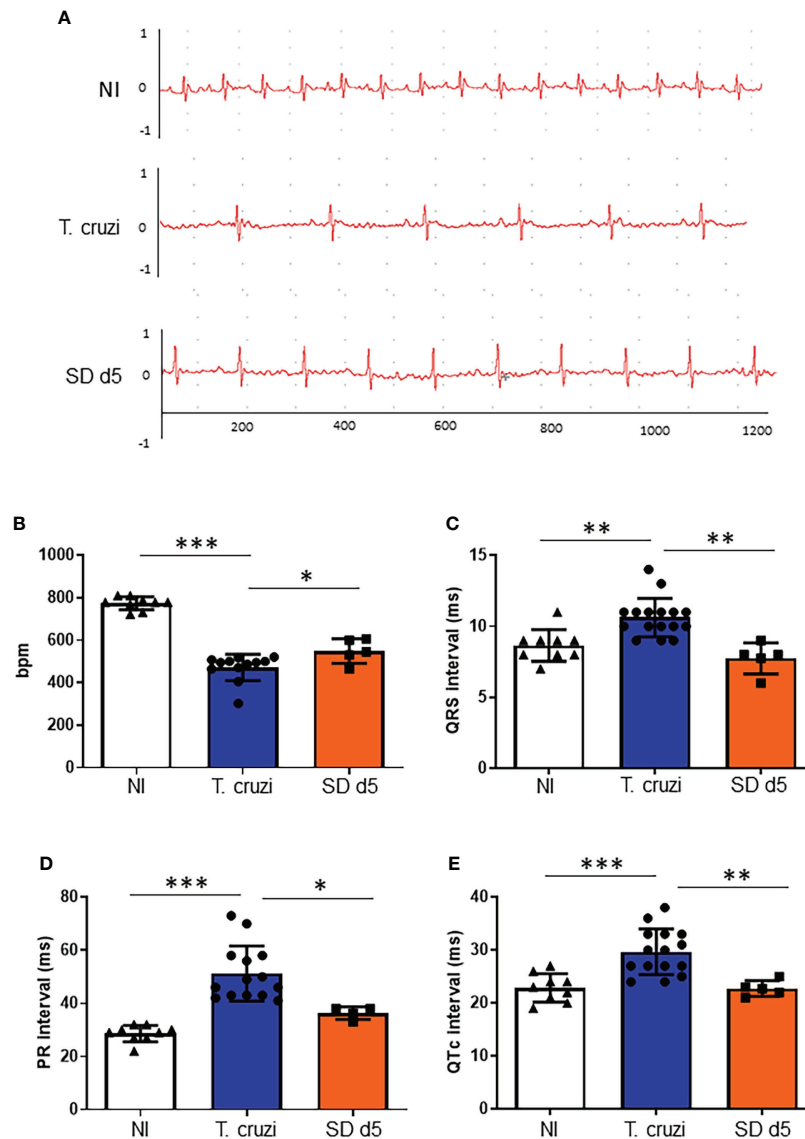 A
1
NI
0
-1
1
T. cruzi
0
-1
1
SD d5
0
-1
200 400 600 800 1000 1200
B
***
*
1000
800
600
400
200
0
bpm
NI T. cruzi SD d5
C
**
**
15
10
5
0
QRS Interval (ms)
NI T. cruzi SD d5
D
***
*
80
60
40
20
0
PR Interval (ms)
NI T. cruzi SD d5
E
***
**
40
30
20
10
0
QTc Interval (ms)
NI T. cruzi SD d5